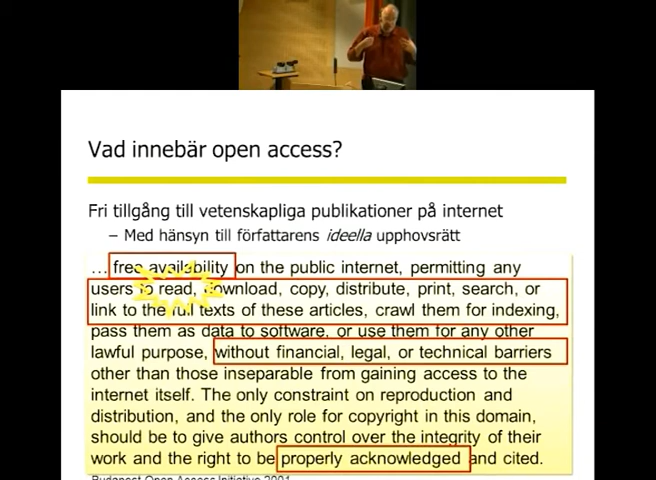 Vad innebär open access?
Fri tillgång till vetenskapliga publikationer på internet
– Med hänsyn till författarens ideella upphovsrätt
... free availability on the public internet, permitting any
users to read, download, copy, distribute, print, search, or
link to the full texts of these articles, crawl them for indexing,
pass them as data to software, or use them for any other
lawful purpose, without financial, legal, or technical barriers
other than those inseparable from gaining access to the
internet itself. The only constraint on reproduction and
distribution, and the only role for copyright in this domain,
should be to give authors control over the integrity of their
work and the right to be properly acknowledged and cited.
Budapest Open Access Initiative 2001